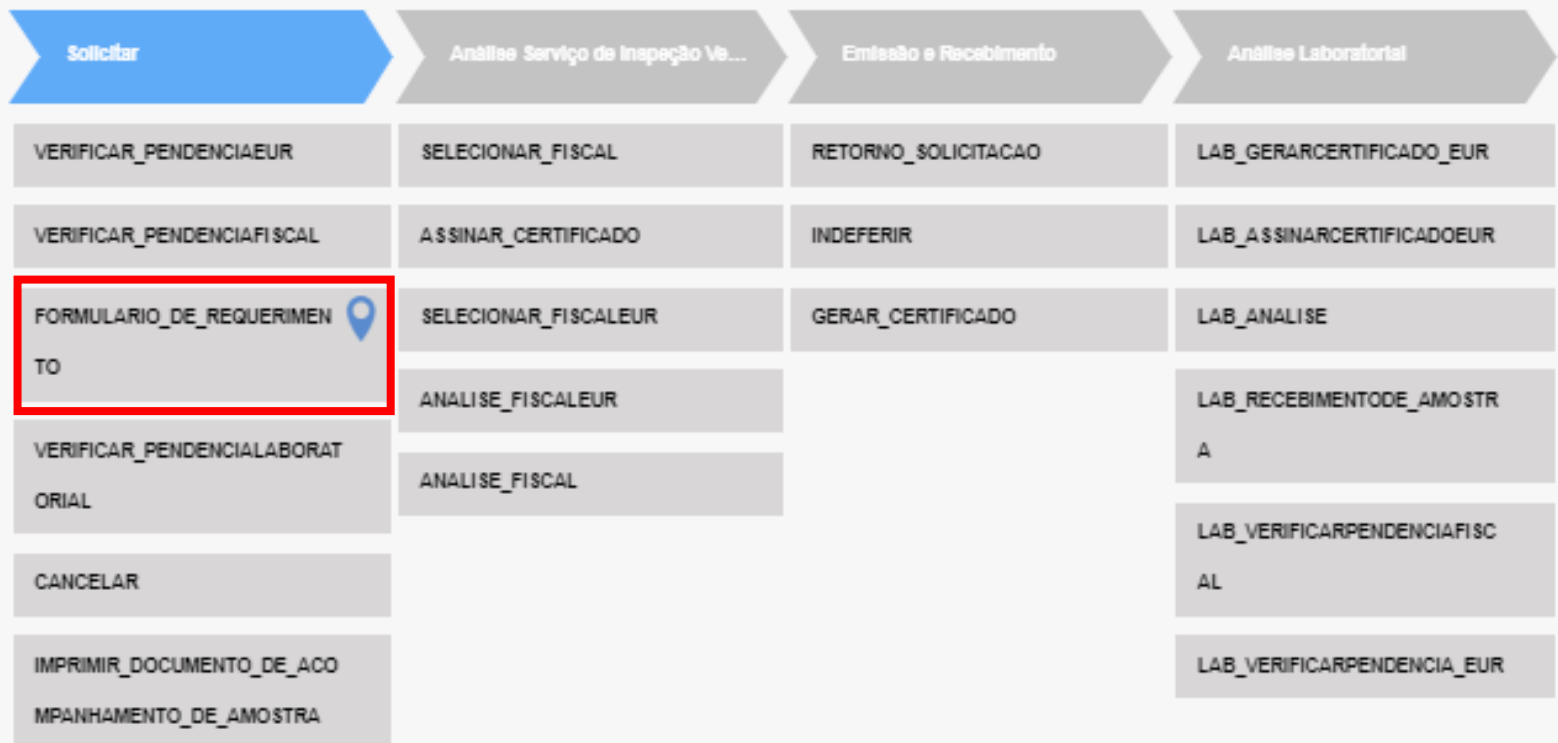 Solicitar
Análise Serviço de Inspeção Ve...
Emissão e Recebimento
Análise Laboratorial
VERIFICAR_PENDENCIAEUR
VERIFICAR_PENDENCIAFISCAL
FORMULARIO_DE_REQUERIMEN
TO
VERIFICAR_PENDENCIALABORAT
ORIAL
CANCELAR
IMPRIMIR_DOCUMENTO_DE_ACO
MPANHAMENTO_DE_AMOSTRA
SELECIONAR_FISCAL
ASSINAR_CERTIFICADO
SELECIONAR_FISCALEUR
ANALISE_FISCALEUR
ANALISE_FISCAL
RETORNO_SOLICITACAO
INDEFERIR
GERAR_CERTIFICADO
LAB_GERARCERTIFICADO_EUR
LAB_ASSINARCERTIFICADOEUR
LAB_ANALISE
LAB_RECEBIMENTODE_AMOSTR
A
LAB_VERIFICARPENDENCIAFISC
AL
LAB_VERIFICARPENDENCIA_EUR